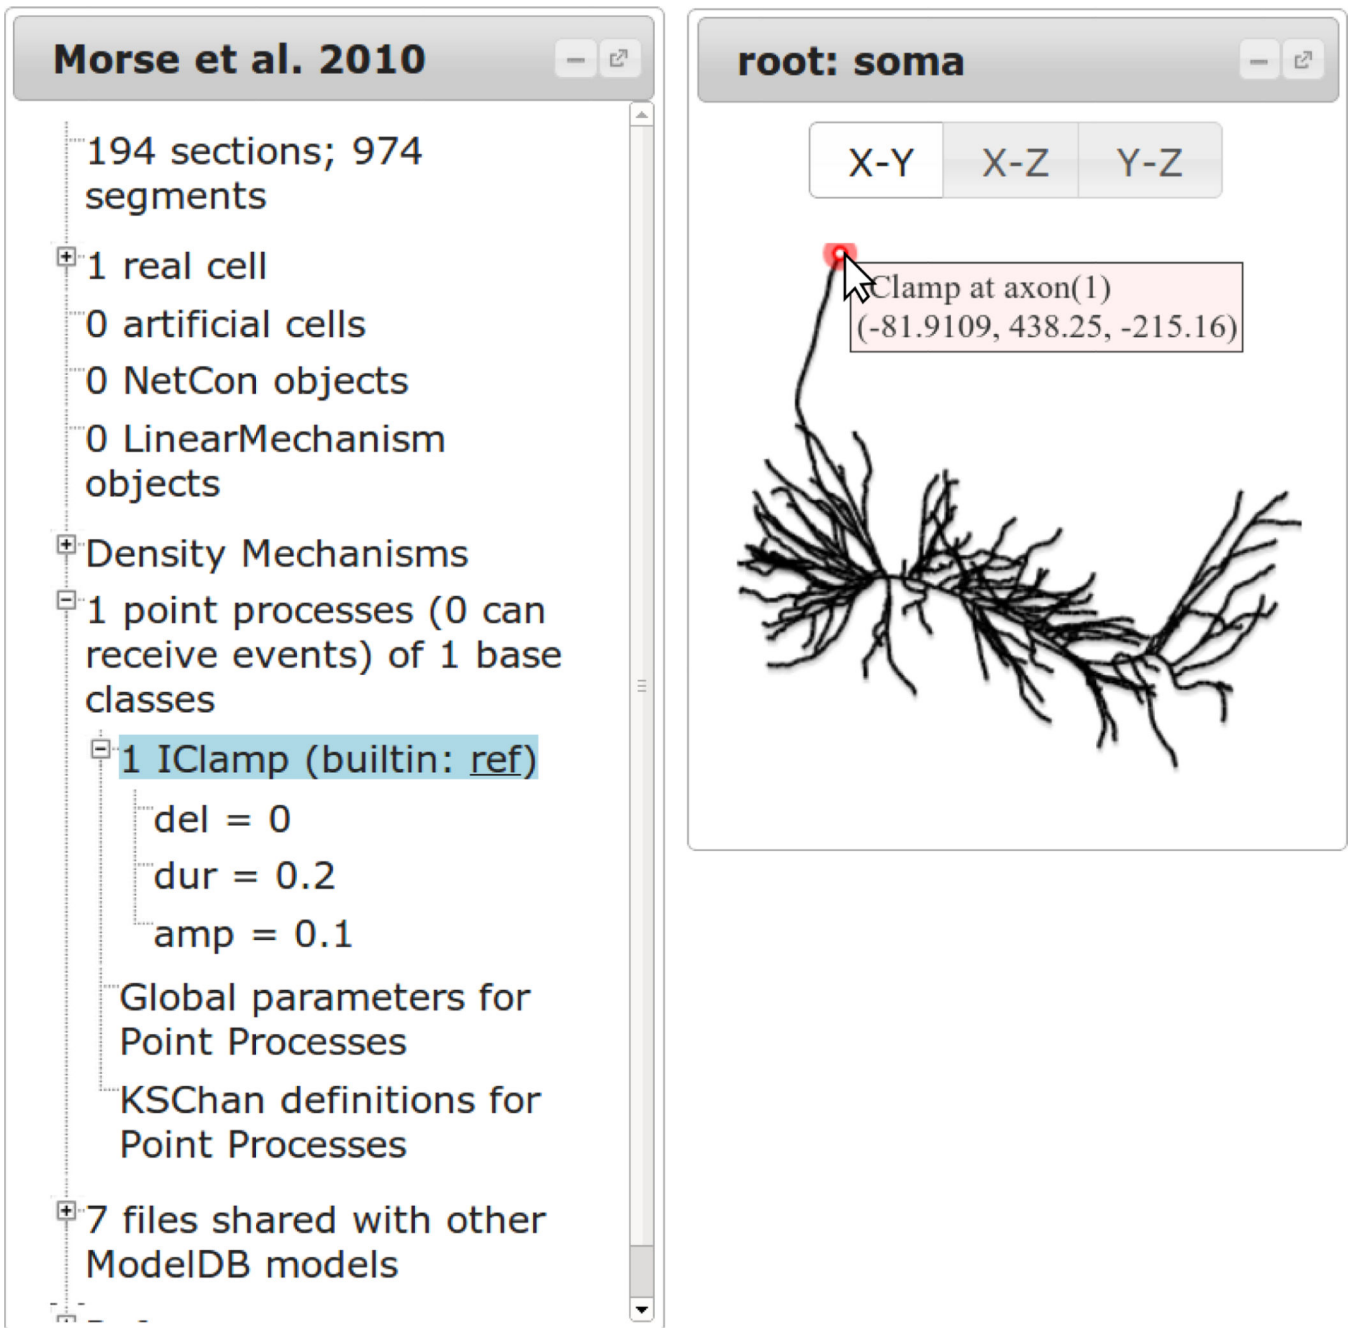 Morse et al. 2010
194 sections; 974
segments
1 real cell
0 artificial cells
0 NetCon objects
0 LinearMechanism
objects
Density Mechanisms
1 point processes (0 can
receive events) of 1 base
classes
1 IClamp (builtin: ref)
del = 0
dur = 0.2
amp = 0.1
Global parameters for
Point Processes
KSChan definitions for
Point Processes
7 files shared with other
ModelDB models
root: soma
X-Y X-Z Y-Z
Clamp at axon(1)
(-81.9109, 438.25, -215.16)